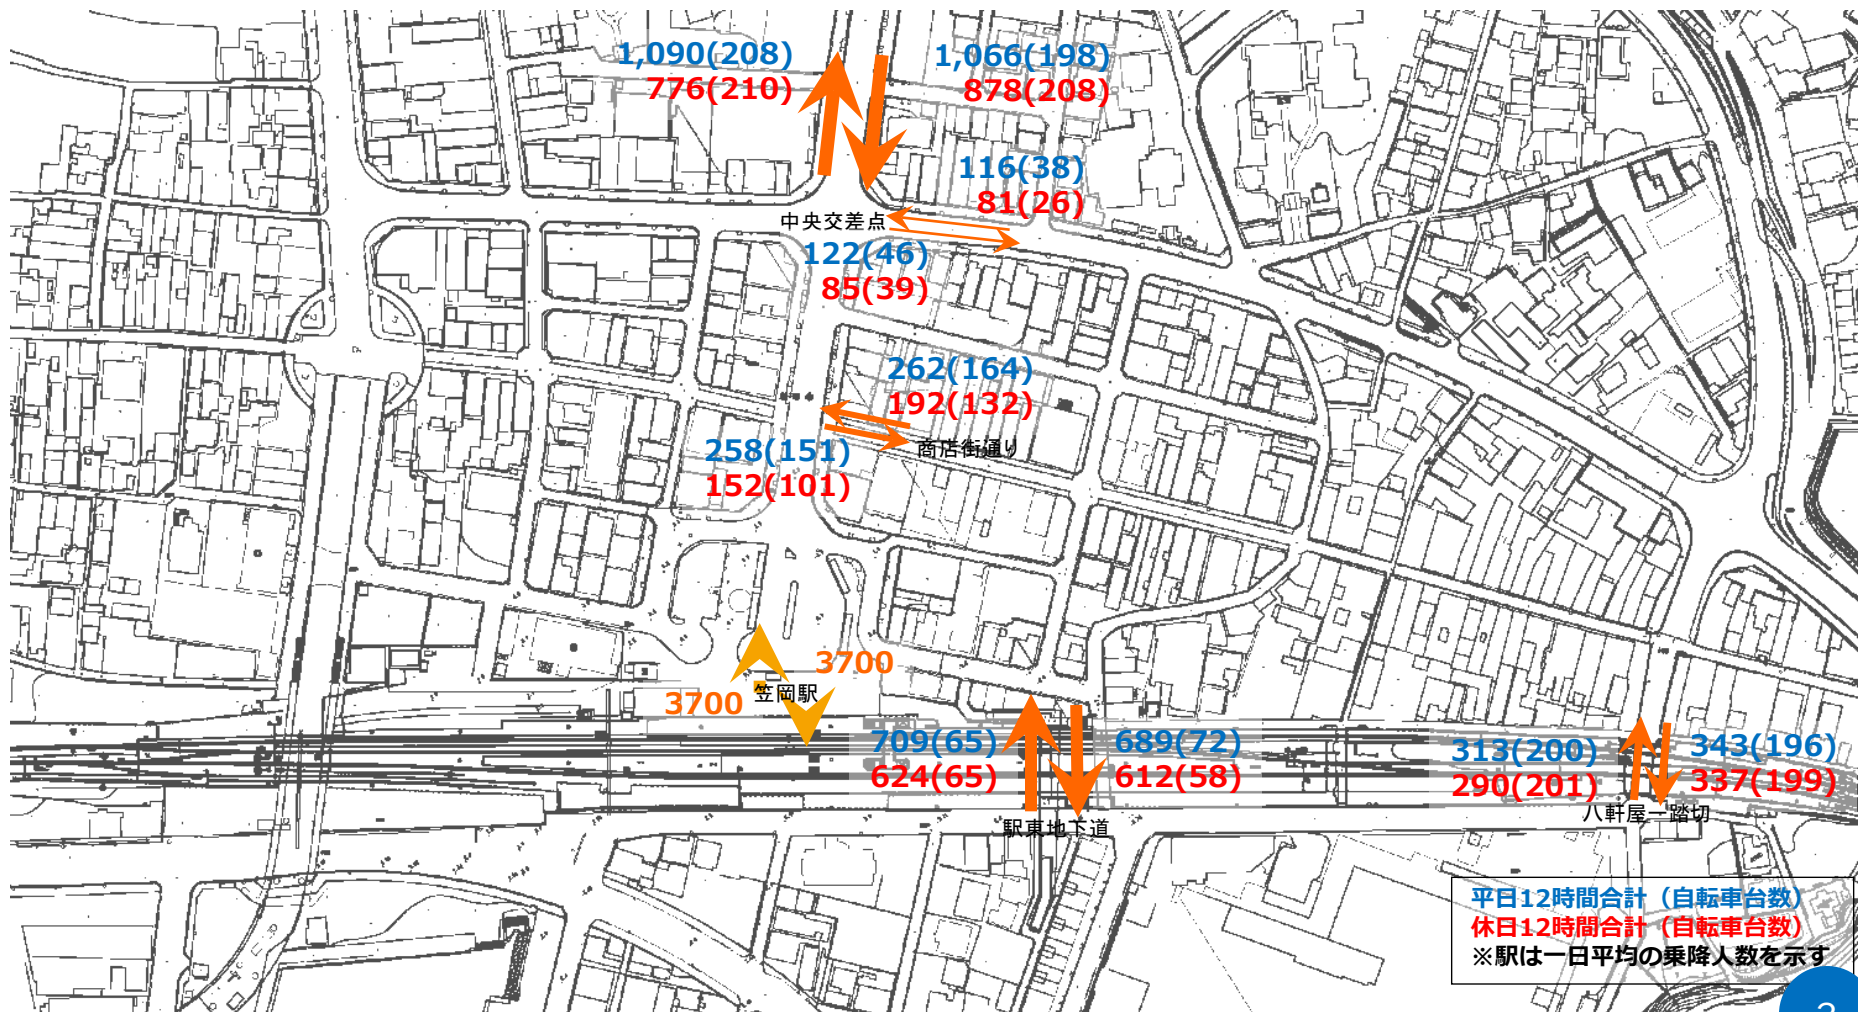 1,090(208)
776(210)
1,066(198)
878(208)
116(38)
81(26)
中央交差点
122(46)
85(39)
262(164)
192(132)
商店街通り
258(151)
152(101)
3700
3700
笠岡駅
709(65)
624(65)
689(72)
612(58)
313(200)
290(201)
343(196)
337(199)
駅東地下道
八軒屋一踏切
平日12時間合計（自転車台数）
休日12時間合計（自転車台数）
※駅は一日平均の乗降人数を示す